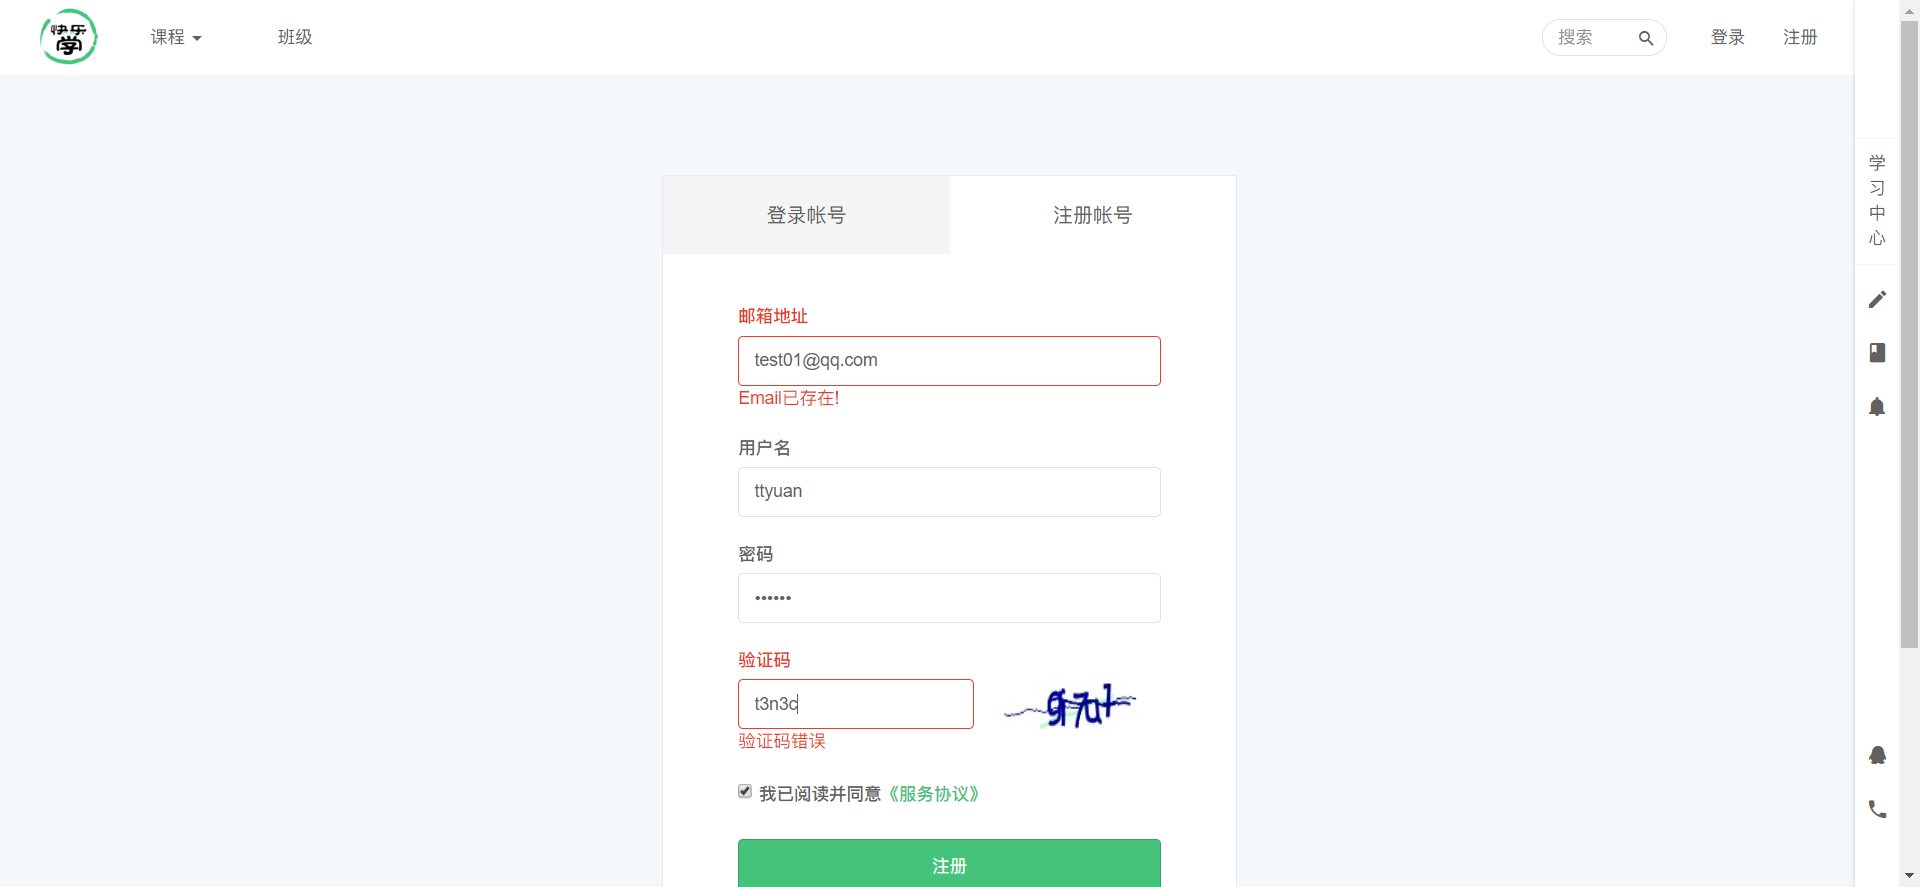 快乐
学
课程
班级
搜索
登录
注册
登录帐号
注册帐号
邮箱地址
test01@qq.com
Email已存在!
用户名
ttyuan
密码
••••••
验证码
t3n3c
验证码错误
我已阅读并同意《服务协议》
注册
学
习
中
心